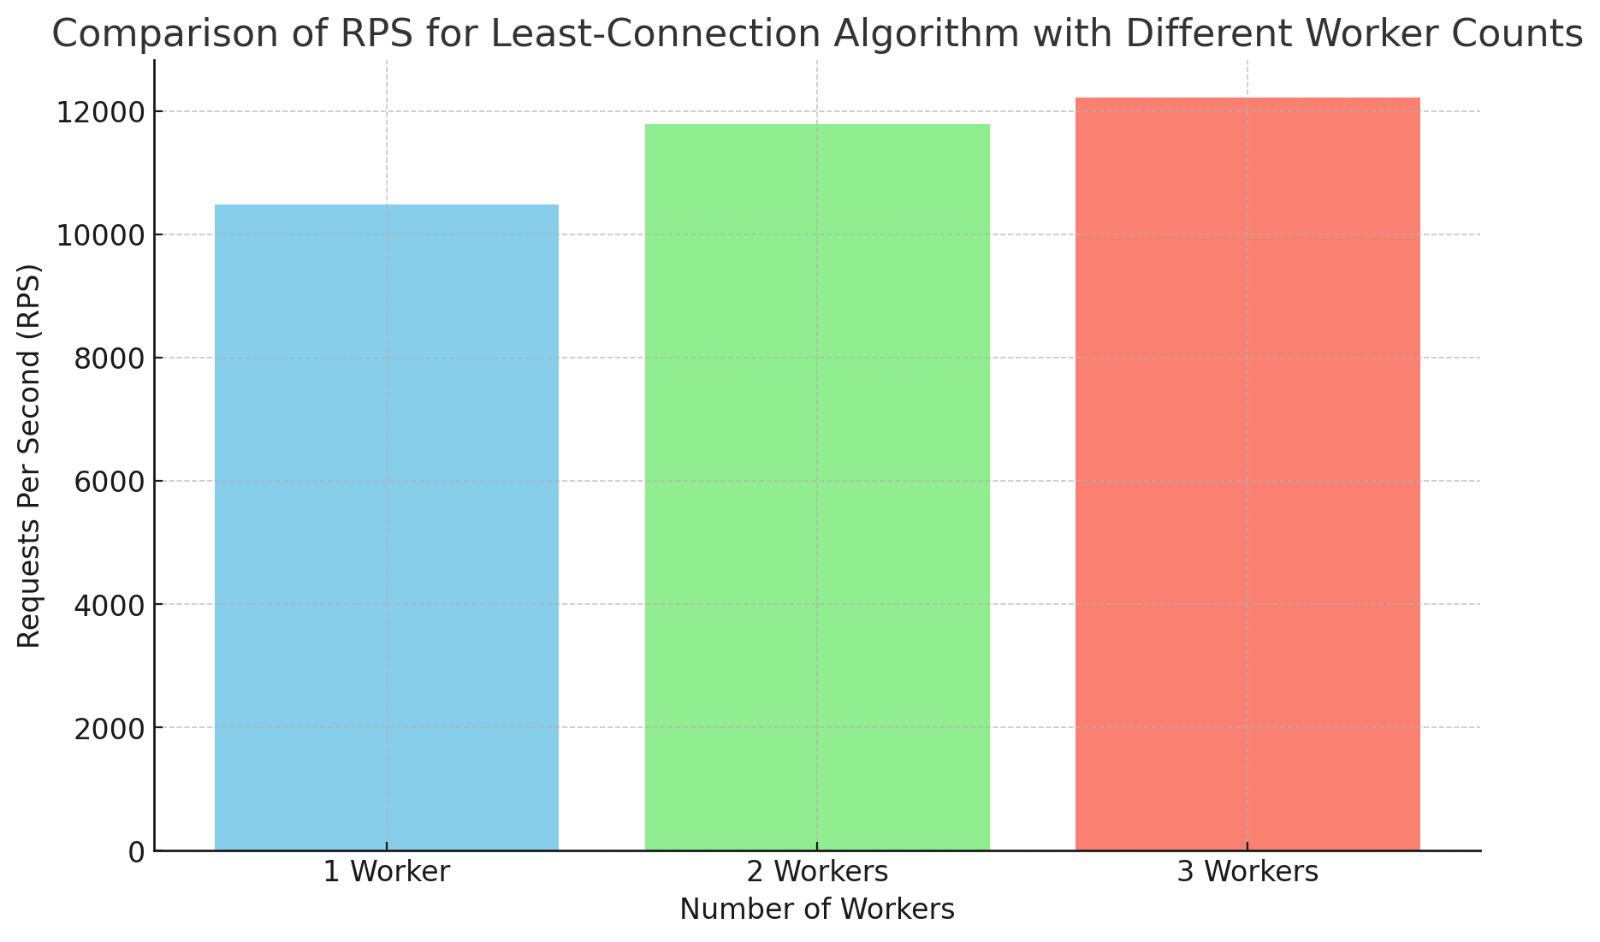 Comparison of RPS for Least-Connection Algorithm with Different Worker Counts
Requests Per Second (RPS)
12000
10000
8000
6000
4000
2000
0
1 Worker
2 Workers
3 Workers
Number of Workers